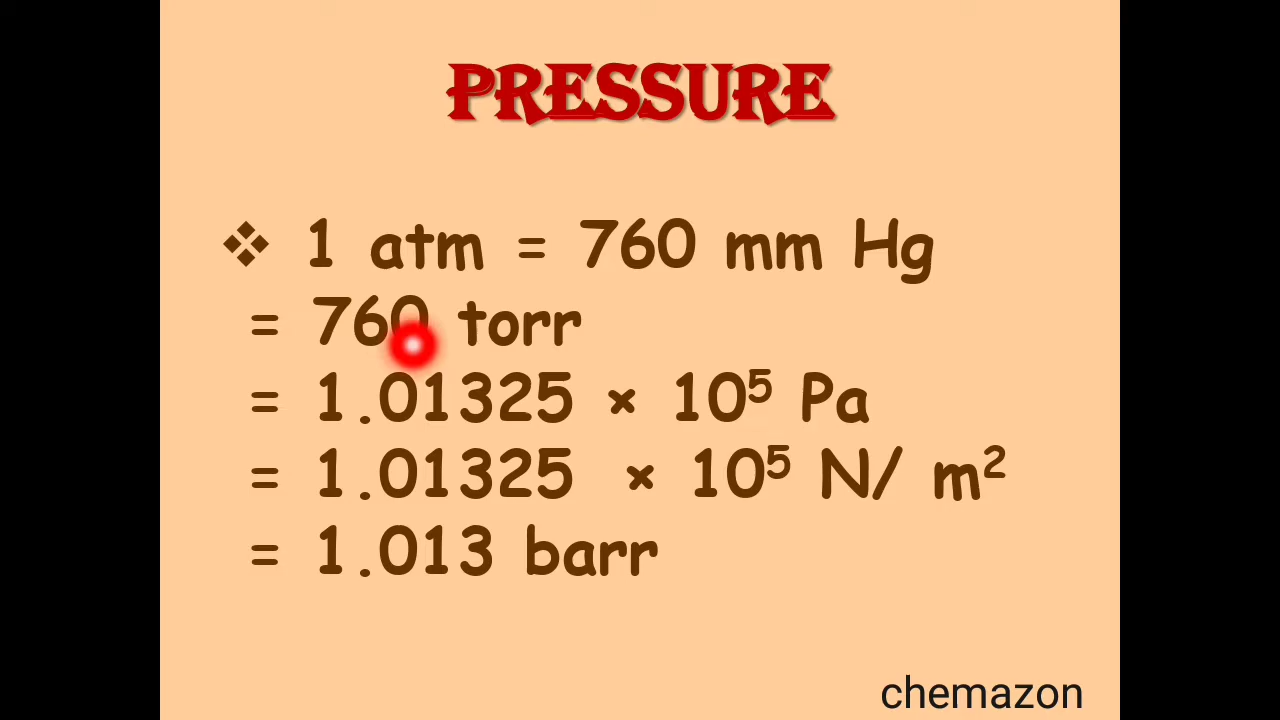 PRESSURE
❖ 1 atm = 760 mm Hg
= 760 torr
= 1.01325 × 10⁵ Pa
= 1.01325 × 10⁵ N/ m²
= 1.013 barr
chemazon